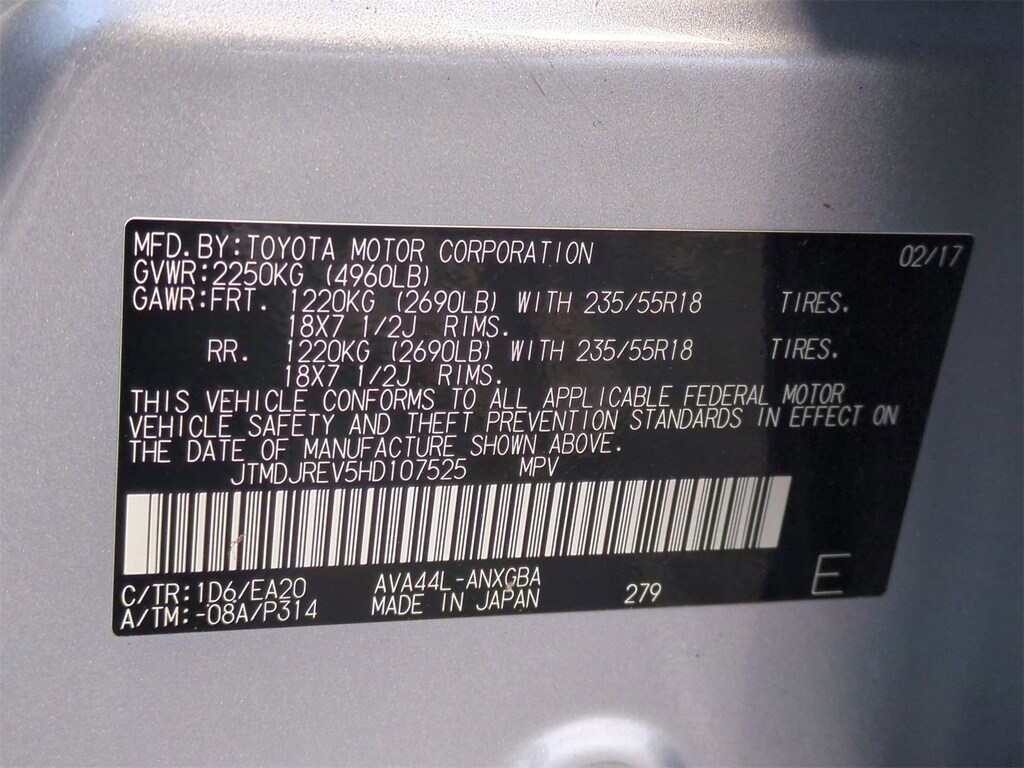 MFD.BY:TOYOTA MOTOR CORPORATION 02/17
GVWR:2250KG (4960LB)
GAWR:FRT. 1220KG (2690LB) WITH 235/55R18 TIRES.
18X7 1/2J RIMS.
RR. 1220KG (2690LB) WITH 235/55R18 TIRES.
18X7 1/2J RIMS.
THIS VEHICLE CONFORMS TO ALL APPLICABLE FEDERAL MOTOR
VEHICLE SAFETY AND THEFT PREVENTION STANDARDS IN EFFECT ON
THE DATE OF MANUFACTURE SHOWN ABOVE.
JTMDJREV5HD107525 MPV
C/TR:1D6/EA20 AVA44L-ANXGBA 279 E
A/TM:-08A/P314 MADE IN JAPAN